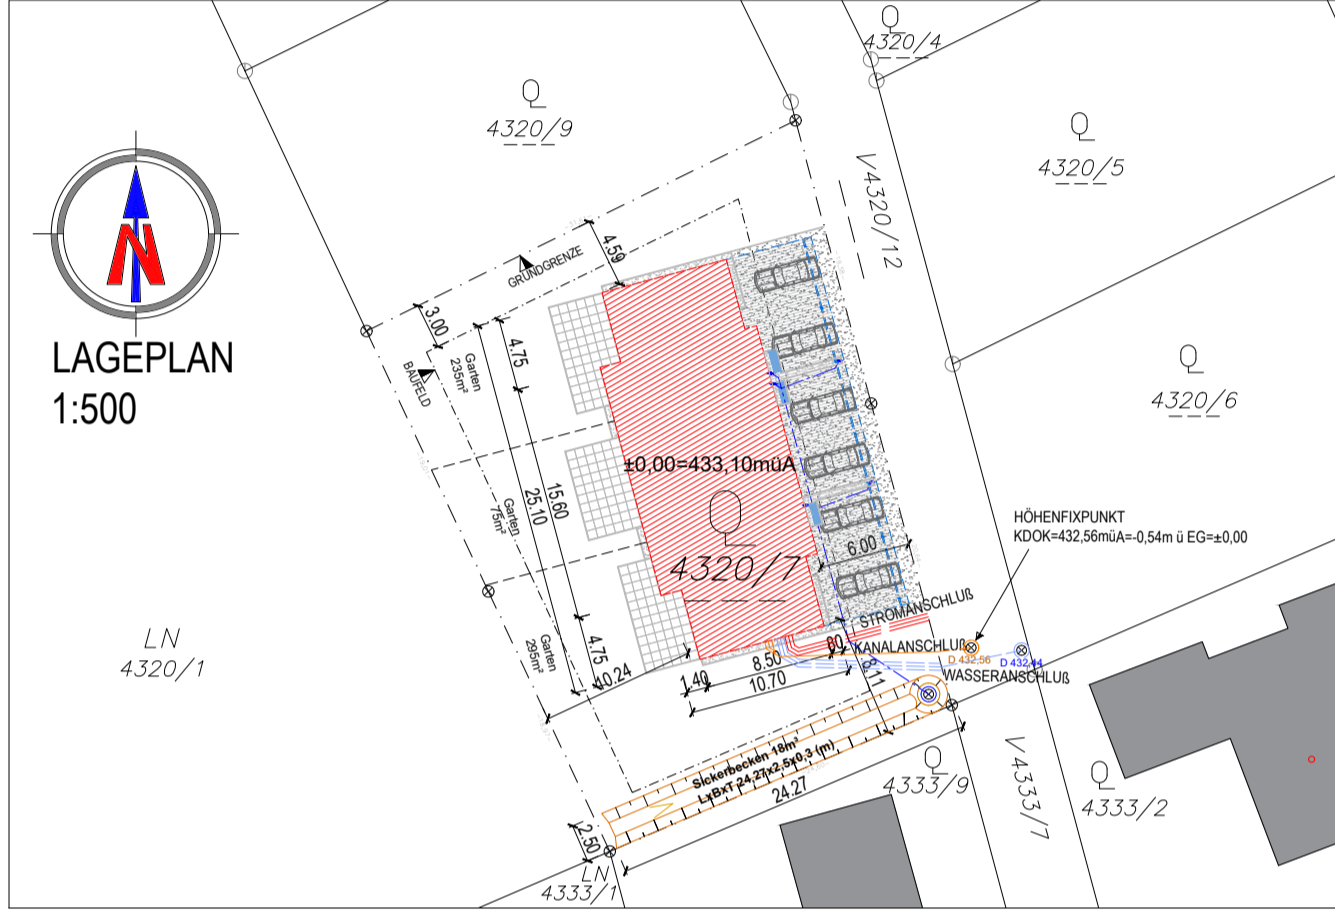 Q
4320/4
Q
4320/9
Q
4320/5
V4320/12
N
LAGEPLAN
1:500
GRUNDGRENZE
4.59
3.00
BAUFELD
Garten
235m²
4.75
Q
4320/6
±0,00=433,10müA
Garten
75m²
25.10
15.60
Q
4320/7
6.00
HÖHENFIXPUNKT
KDOK=432,56müA=-0,54m ü EG=±0,00
LN
4320/1
Garten
295m²
4.75
10.24
STROMANSCHLUß
KANALANSCHLUß
D 432,56
D 432,44
WASSERANSCHLUß
80
8.50
1.40
10.70
3.11
Sickerbecken 18m³
LxBxT 24,27x2,5x0,3 (m)
24.27
2.50
LN
4333/1
Q
4333/9
V4333/7
Q
4333/2